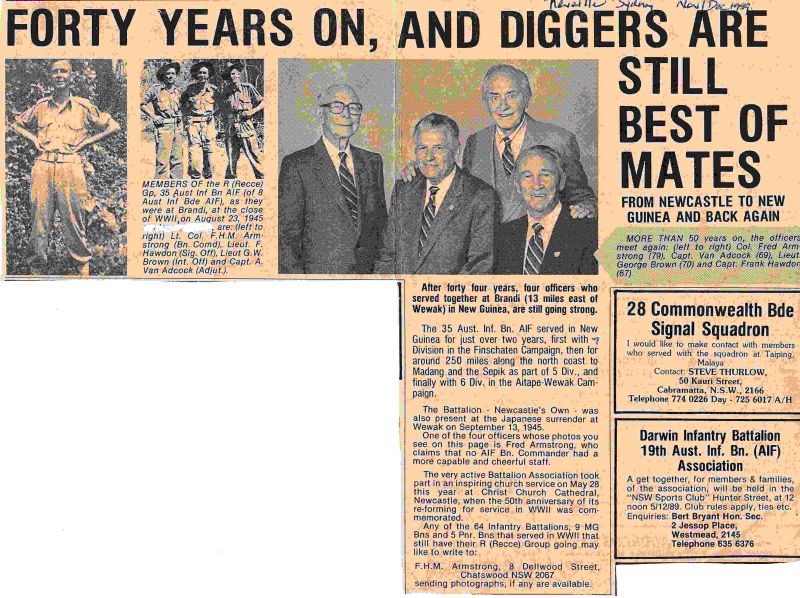 "Reveille" Sydney Nov/Dec 1989
FORTY YEARS ON, AND DIGGERS ARE
STILL
BEST OF
MATES
FROM NEWCASTLE TO NEW
GUINEA AND BACK AGAIN
MEMBERS OF the R (Recce)
Gp, 35 Aust Inf Bn AIF (of 8
Aust Inf Bde AIF), as they
were at Brandi, at the close
of WWII, on August 23, 1945
are: (left to
right) Lt. Col. F.H.M. Arm-
strong (Bn. Comd), Lieut. F.
Hawdon (Sig. Off), Lieut G.W.
Brown (Int. Off) and Capt. A.
Van Adcock (Adjut.).
MORE THAN 50 years on, the officers
meet again: (left to right) Col. Fred Arm-
strong (79), Capt. Van Adcock (69), Lieut.
George Brown (70) and Capt. Frank Hawdon
(67).
After forty four years, four officers who
served together at Brandi (13 miles east of
Wewak) in New Guinea, are still going strong.
The 35 Aust. Inf. Bn. AIF served in New
Guinea for just over two years, first with 7
Division in the Finschaten Campaign, then for
around 250 miles along the north coast to
Madang and the Sepik as part of 5 Div., and
finally with 6 Div. in the Aitape-Wewak Cam-
paign.
The Battalion - Newcastle's Own - was
also present at the Japanese surrender at
Wewak on September 13, 1945.
One of the four officers whose photos you
see on this page is Fred Armstrong, who
claims that no AIF Bn. Commander had a
more capable and cheerful staff.
The very active Battalion Association took
part in an inspiring church service on May 28
this year at Christ Church Cathedral,
Newcastle, when the 50th anniversary of its
re-forming for service in WWII was com-
memorated.
Any of the 64 Infantry Battalions, 9 MG
Bns and 5 Pnr. Bns that served in WWII that
still have their R (Recce) Group going may
like to write to:
F.H.M. Armstrong, 8 Dellwood Street,
Chatswood NSW 2067
sending photographs, if any are available.
28 Commonwealth Bde
Signal Squadron
I would like to make contact with members
who served with the squadron at Taiping,
Malaya
Contact: STEVE THURLOW,
50 Kauri Street,
Cabramatta, N.S.W., 2166
Telephone 774 0226 Day - 725 6017 A/H
Darwin Infantry Battalion
19th Aust. Inf. Bn. (AIF)
Association
A get together, for members & families,
of the association, will be held in the
"NSW Sports Club" Hunter Street, at 12
noon 5/12/89. Club rules apply, ties etc.
Enquiries: Bert Bryant Hon. Sec.
2 Jessop Place,
Westmead, 2145
Telephone 635 6376